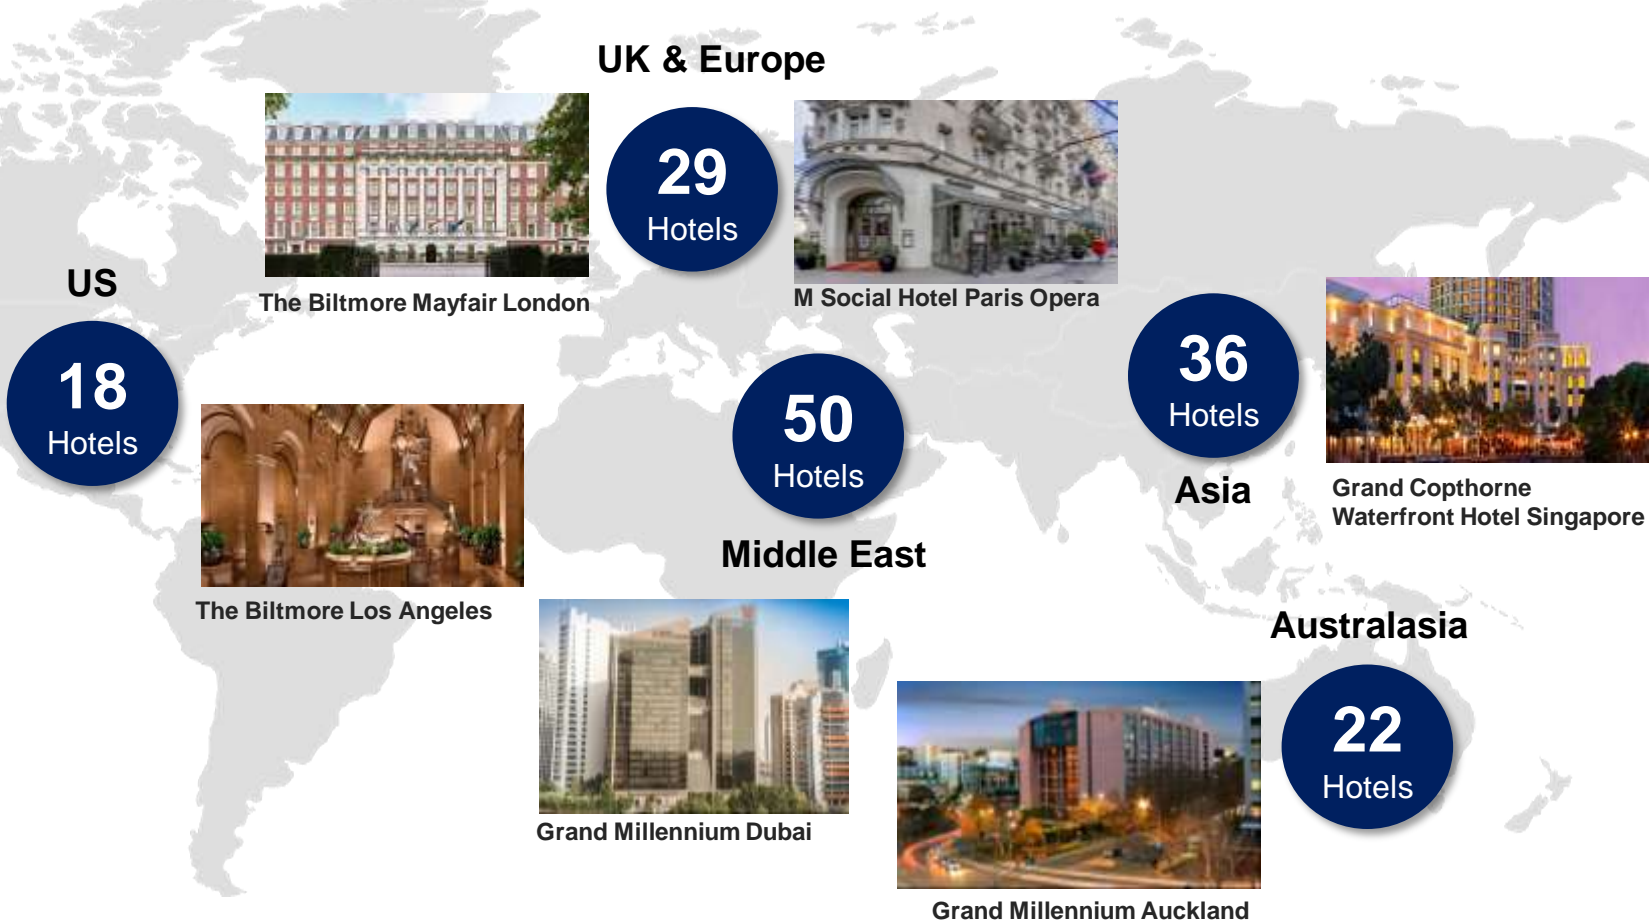 UK & Europe
29
Hotels
The Biltmore Mayfair London
M Social Hotel Paris Opera
US
18
Hotels
The Biltmore Los Angeles
50
Hotels
Middle East
Grand Millennium Dubai
36
Hotels
Asia
Grand Copthorne
Waterfront Hotel Singapore
Australasia
22
Hotels
Grand Millennium Auckland